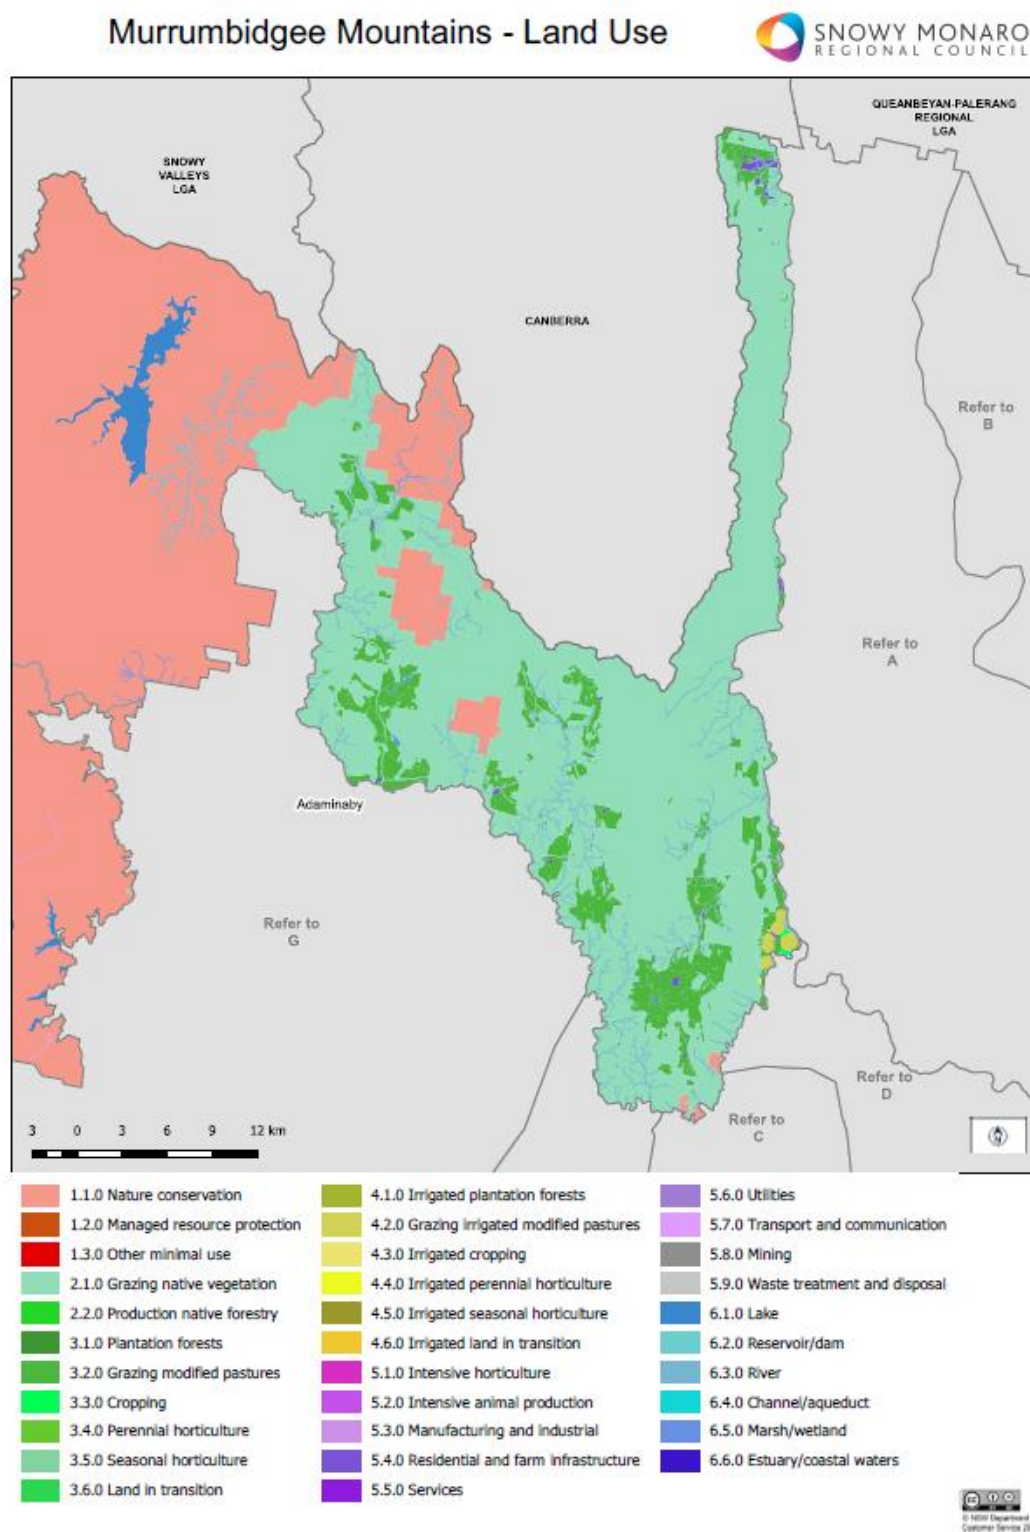 Murrumbidgee Mountains - Land Use
SNOWY MONARO
REGIONAL COUNCIL
QUEANBEYAN-PALERANG
REGIONAL
LGA
SNOWY
VALLEYS
LGA
CANBERRA
Refer to
B
Refer to
A
Adaminaby
Refer to
G
Refer to
D
Refer to
C
3 0 3 6 9 12 km
1.1.0 Nature conservation
1.2.0 Managed resource protection
1.3.0 Other minimal use
2.1.0 Grazing native vegetation
2.2.0 Production native forestry
3.1.0 Plantation forests
3.2.0 Grazing modified pastures
3.3.0 Cropping
3.4.0 Perennial horticulture
3.5.0 Seasonal horticulture
3.6.0 Land in transition
4.1.0 Irrigated plantation forests
4.2.0 Grazing irrigated modified pastures
4.3.0 Irrigated cropping
4.4.0 Irrigated perennial horticulture
4.5.0 Irrigated seasonal horticulture
4.6.0 Irrigated land in transition
5.1.0 Intensive horticulture
5.2.0 Intensive animal production
5.3.0 Manufacturing and industrial
5.4.0 Residential and farm infrastructure
5.5.0 Services
5.6.0 Utilities
5.7.0 Transport and communication
5.8.0 Mining
5.9.0 Waste treatment and disposal
6.1.0 Lake
6.2.0 Reservoir/dam
6.3.0 River
6.4.0 Channel/aqueduct
6.5.0 Marsh/wetland
6.6.0 Estuary/coastal waters
© NSW Department
Customer Service